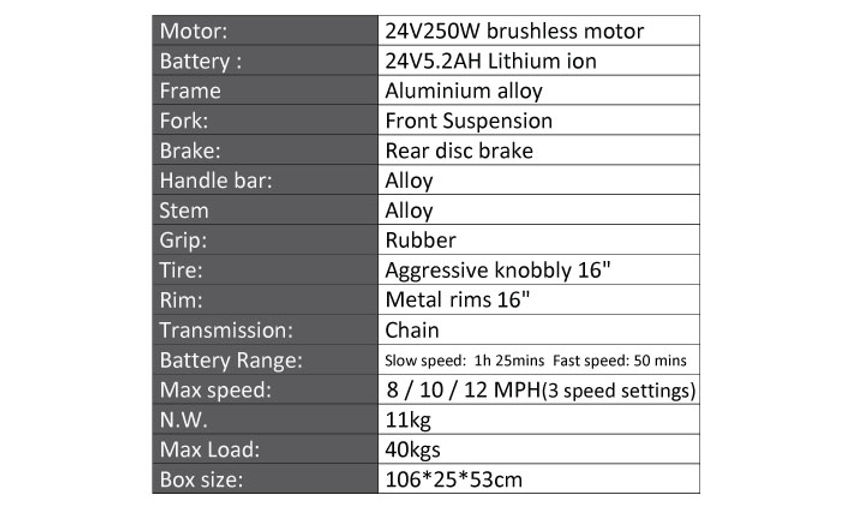 Motor: 24V250W brushless motor
Battery : 24V5.2AH Lithium ion
Frame Aluminium alloy
Fork: Front Suspension
Brake: Rear disc brake
Handle bar: Alloy
Stem Alloy
Grip: Rubber
Tire: Aggressive knobbly 16"
Rim: Metal rims 16"
Transmission: Chain
Battery Range: Slow speed: 1h 25mins Fast speed: 50 mins
Max speed: 8 / 10 / 12 MPH(3 speed settings)
N.W. 11kg
Max Load: 40kgs
Box size: 106*25*53cm